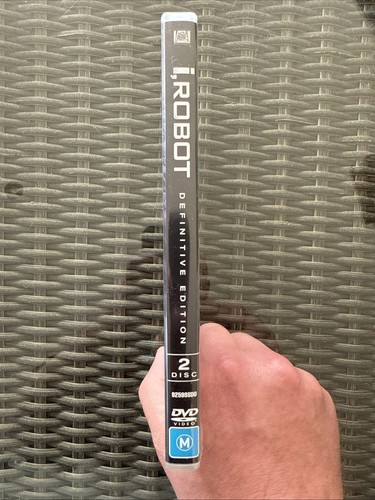 i, ROBOT
DEFINITIVE EDITION
2
DISC
DVD
VIDEO
M